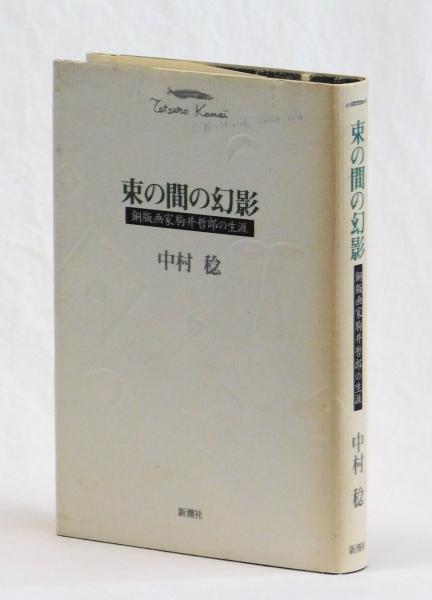 Tetsuro Komai
束の間の幻影
銅版画家駒井哲郎の生涯
中村 稔
新潮社
束の間の幻影
銅版画家駒井哲郎の生涯
中村 稔
新潮社